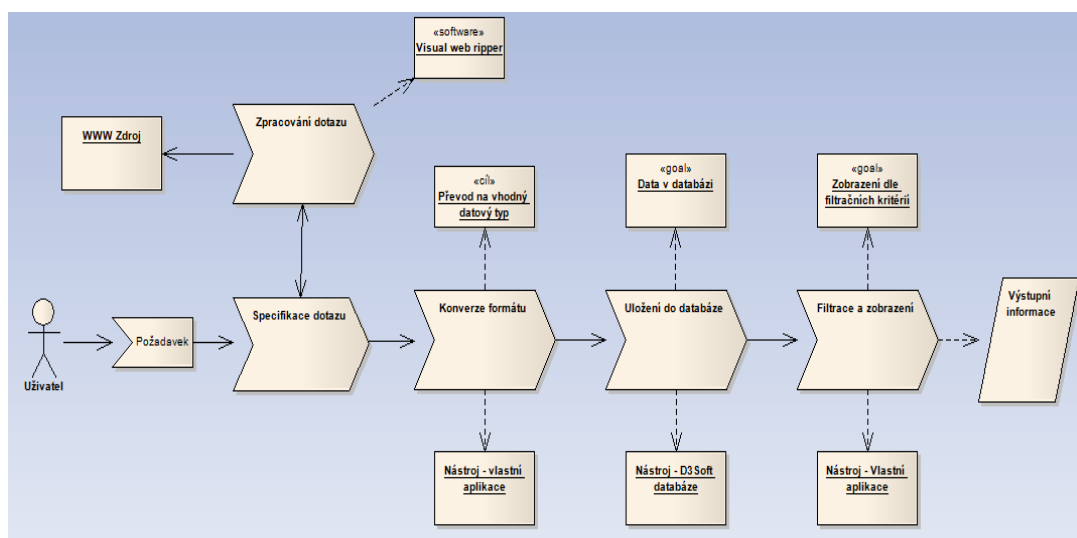 «software»
Visual web ripper
Zpracování dotazu
WWW Zdroj
«cíl»
Převod na vhodný
datový typ
«goal»
Data v databázi
«goal»
Zobrazení dle
filtračních kritérií
Uživatel
Požadavek
Specifikace dotazu
Konverze formátu
Uložení do databáze
Filtrace a zobrazení
Výstupní
informace
Nástroj - vlastní
aplikace
Nástroj - D3Soft
databáze
Nástroj - Vlastní
aplikace